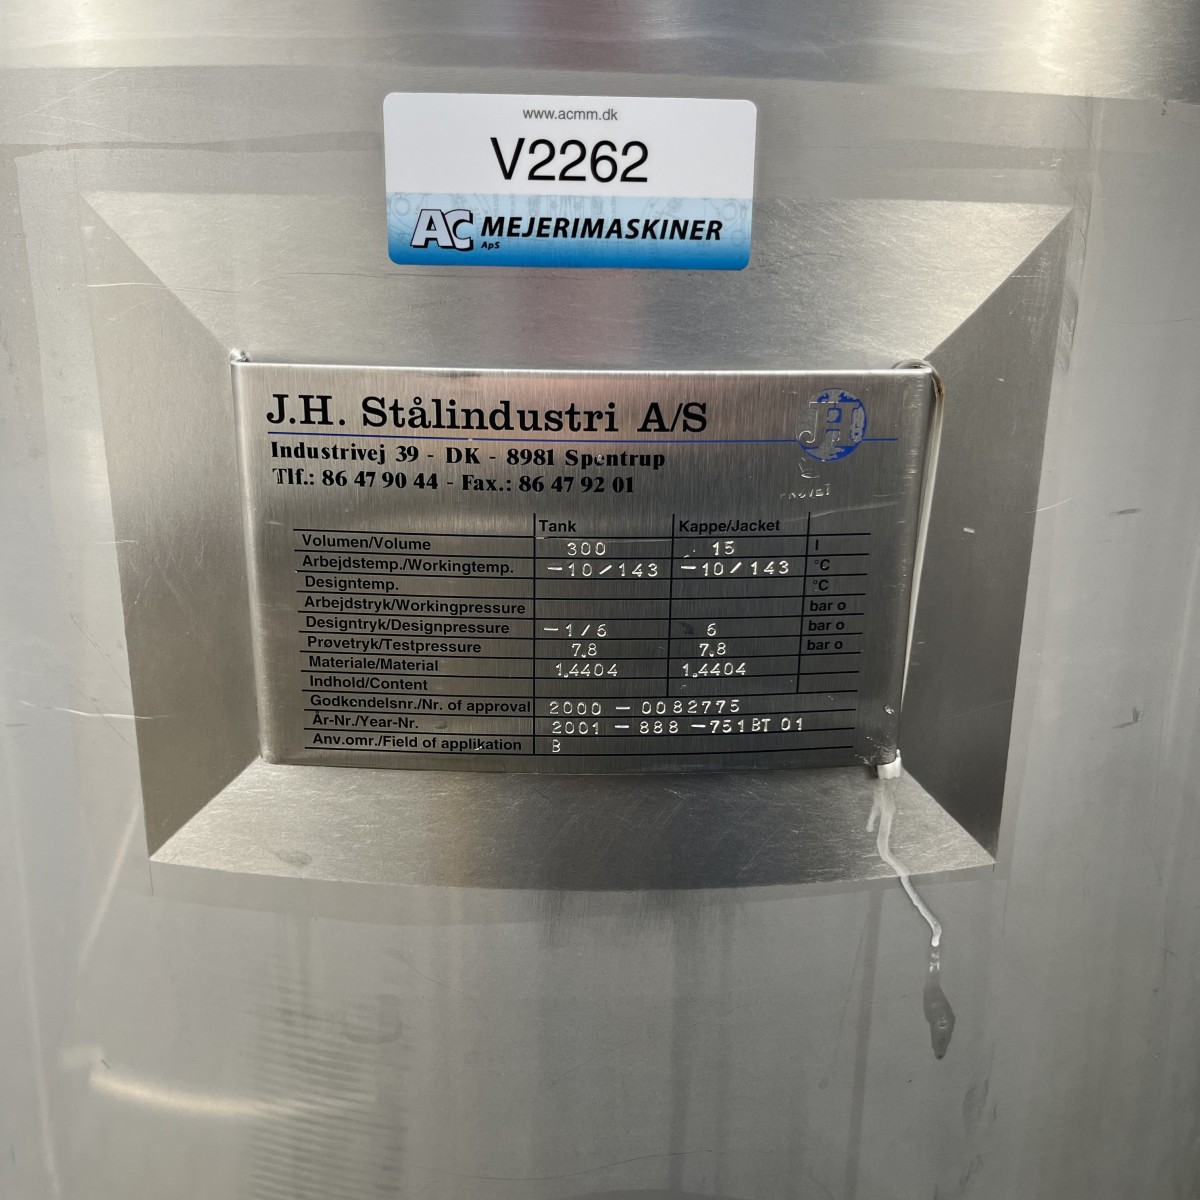 www.acmm.dk
V2262
AC MEJERIMASKINER
ApS
J.H. Stålindustri A/S
Industrivej 39 - DK - 8981 Spentrup
Tlf.: 86 47 90 44 - Fax.: 86 47 92 01
Tank Kappe/Jacket
Volumen/Volume 300 15 l
Arbejdstemp./Workingtemp. -10/143 -10/143 °C
Designtemp. °C
Arbejdstryk/Workingpressure bar o
Designtryk/Designpressure -1/6 6 bar o
Prøvetryk/Testpressure 7,8 7,8 bar o
Materiale/Material 1,4404 1,4404
Indhold/Content
Godkendelsnr./Nr. of approval 2000 - 0082775
År-Nr./Year-Nr. 2001 - 888 - 751 BT 01
Anv.omr./Field of applikation B